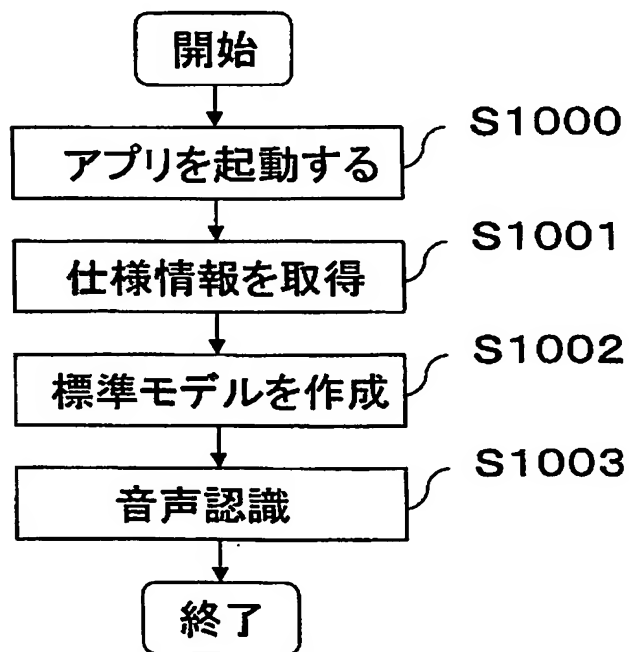 開始
アプリを起動する
S1000
仕様情報を取得
S1001
標準モデルを作成
S1002
音声認識
S1003
終了